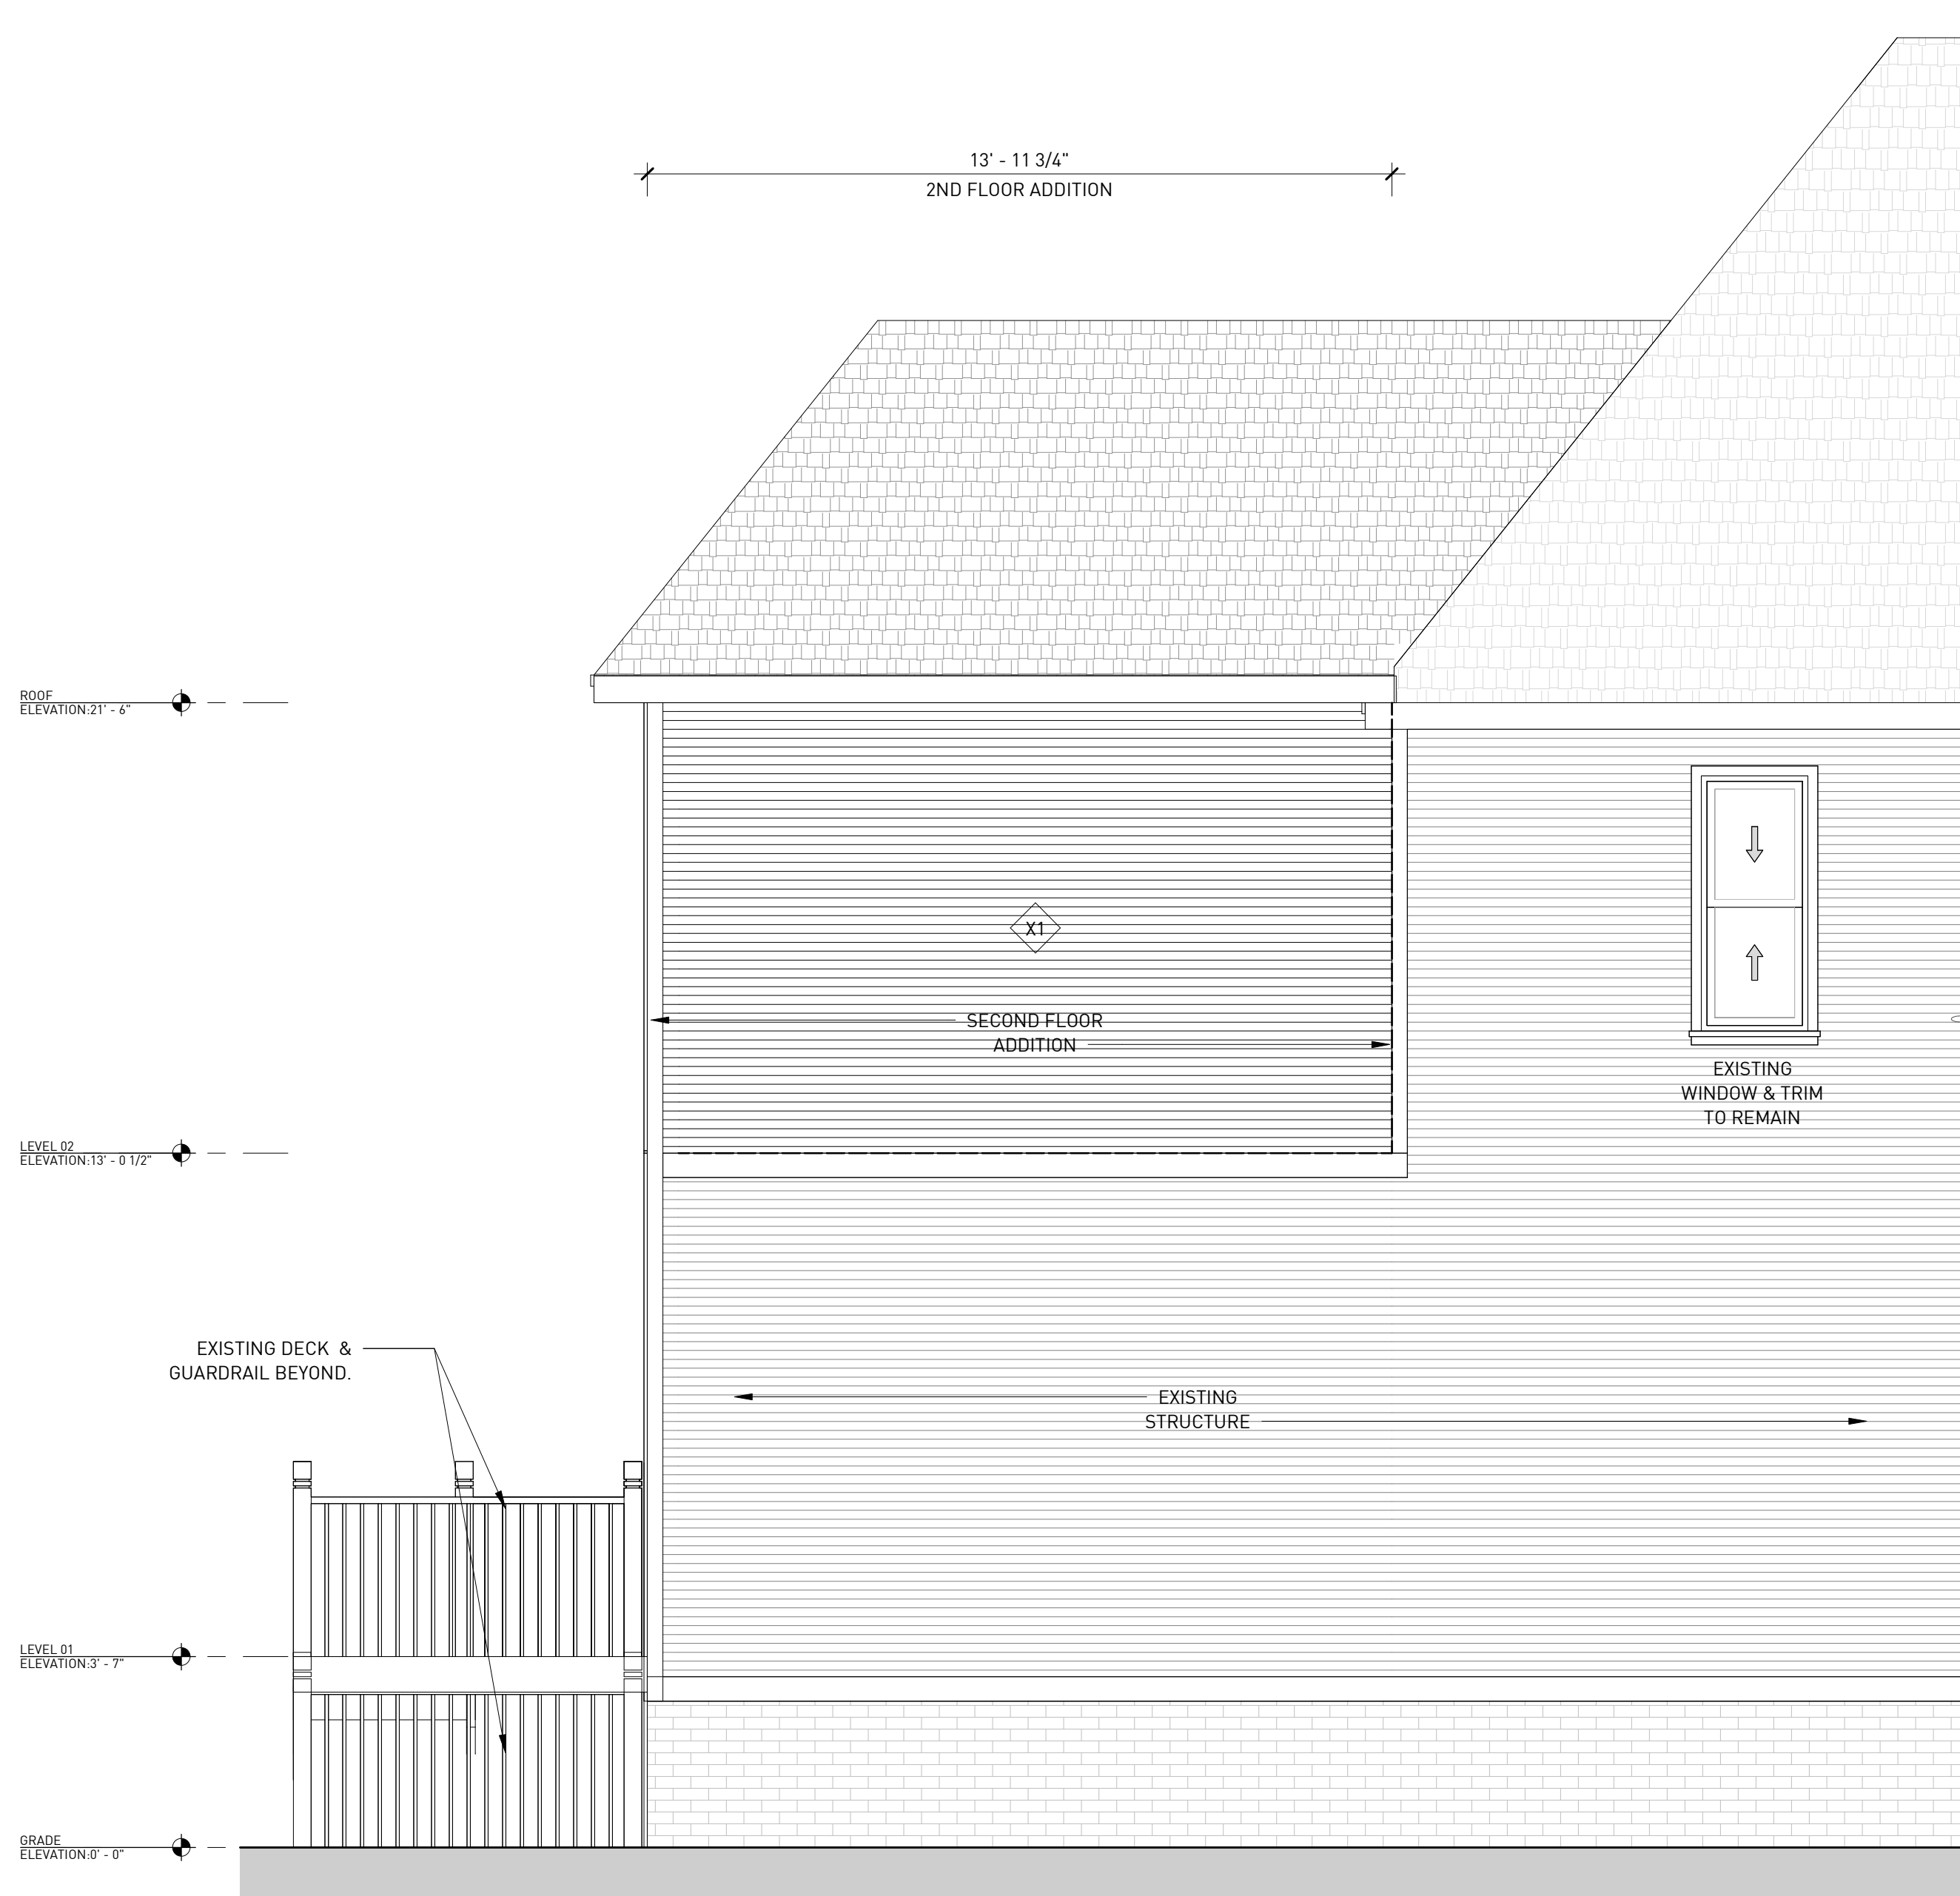 13' - 11 3/4"
2ND FLOOR ADDITION
ROOF
ELEVATION:21' - 6"
X1
SECOND FLOOR
ADDITION
EXISTING
WINDOW & TRIM
TO REMAIN
LEVEL 02
ELEVATION:13' - 0 1/2"
EXISTING DECK &
GUARDRAIL BEYOND.
EXISTING
STRUCTURE
LEVEL 01
ELEVATION:3' - 7"
GRADE
ELEVATION:0' - 0"